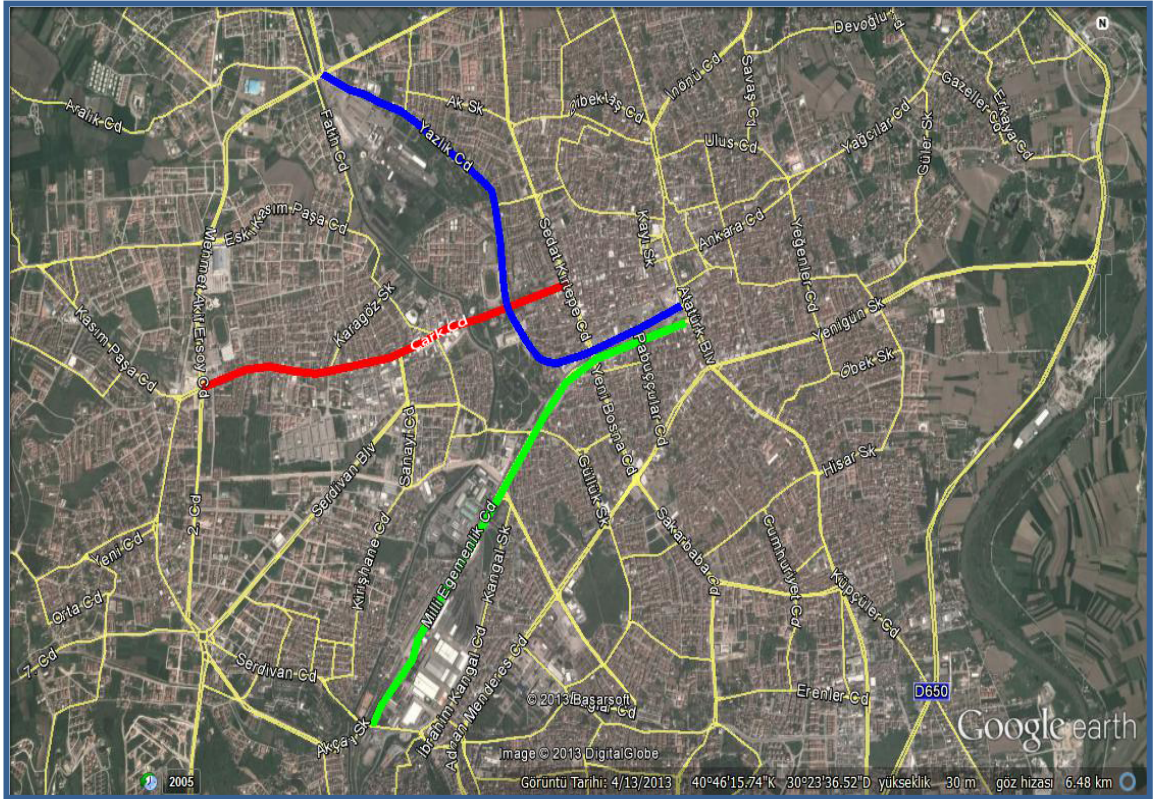 N
Devoğlu Cd
İnönü Cd
Savaş Cd
Gazeller Cd
Erkaya Cd
Aralık Cd
Ak Sk
Fatih Cd
Yazlık Cd
Ulus Cd
Yağcılar Cd
Güler Sk
Eski Kasım Paşa Cd
Mehmet Akif Ersoy Cd
Sedat Kirtepe Cd
Kayı Sk
Ankara Cd
Yeğenler Cd
Karagöz Sk
Atatürk Blv
Yenigün Sk
Çark Cd
Kasım Paşa Cd
Pabuççular Cd
Öbek Sk
Yeni Bosna Cd
Sanayi Cd
Serdivan Blv
Güllük Sk
Hisar Sk
2. Cd
Milli Egemenlik Cd
Kangal Sk
Sakarbaba Cd
Cumhuriyet Cd
Yeni Cd
Kirişhane Cd
Orta Cd
Küpçüler Cd
7. Cd
Serdivan Cd
İbrahim Kangal Cd
Adnan Menderes Cd
Erenler Cd
D650
© 2013 Basarsoft
Akçay Sk
Google earth
Image © 2013 DigitalGlobe
2005
Görüntü Tarihi: 4/13/2013 40°46'15.74"K 30°23'36.52"D yükseklik 30 m göz hizası 6.48 km